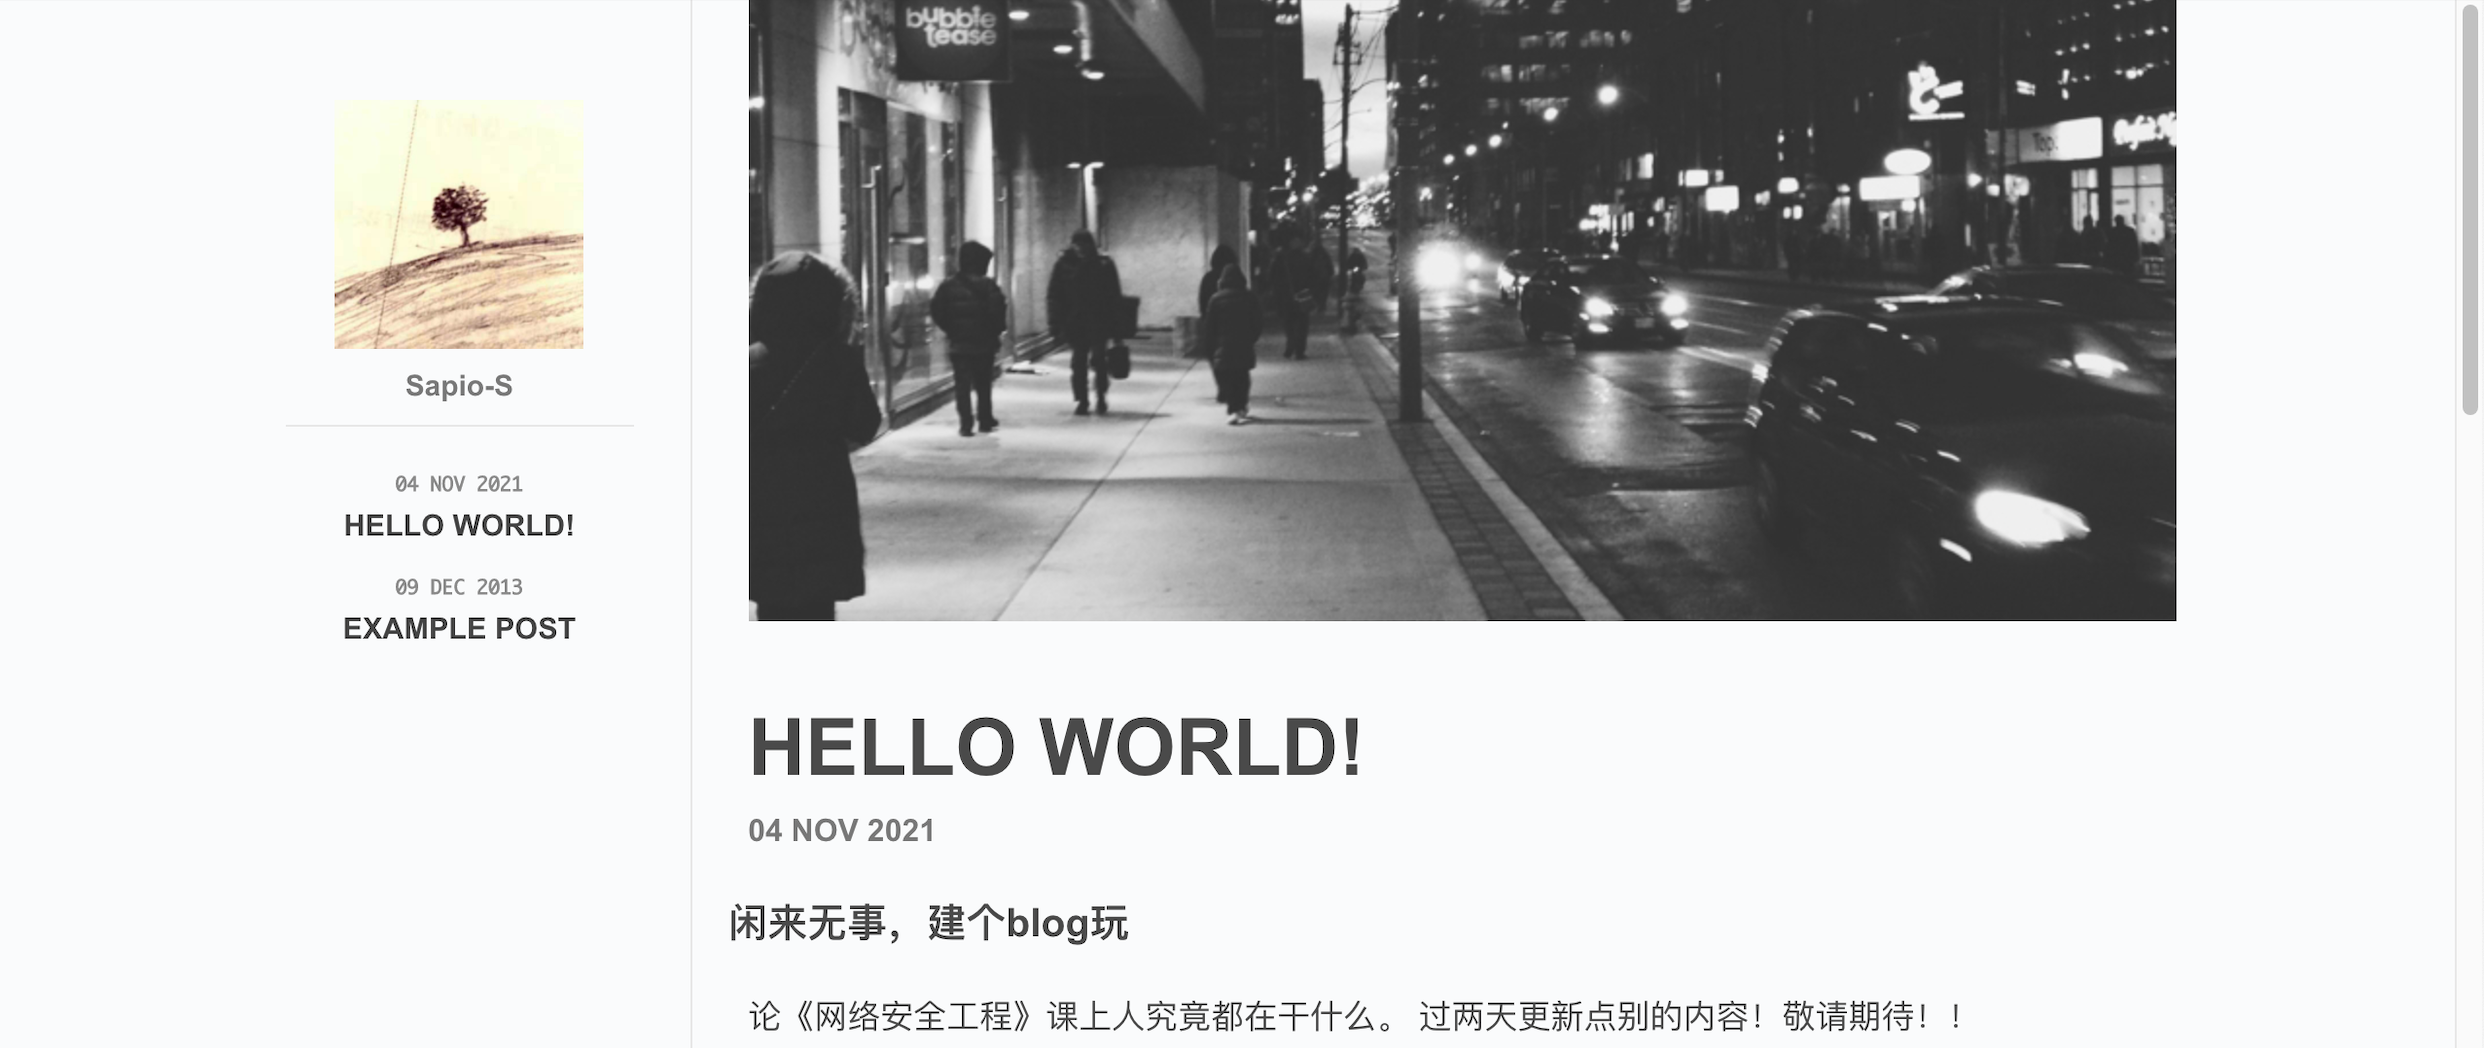 bubble
tease
Top
Sapio-S
04 NOV 2021
HELLO WORLD!
09 DEC 2013
EXAMPLE POST
HELLO WORLD!
04 NOV 2021
闲来无事，建个blog玩
论《网络安全工程》课上人究竟都在干什么。 过两天更新点别的内容！敬请期待！！